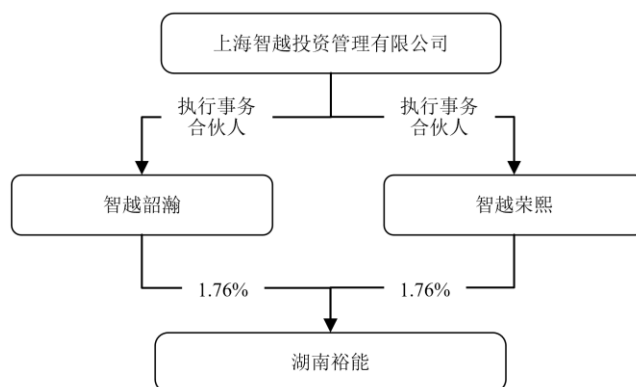 上海智越投资管理有限公司
执行事务
合伙人
执行事务
合伙人
智越韶瀚
智越荣熙
1.76%
1.76%
湖南裕能